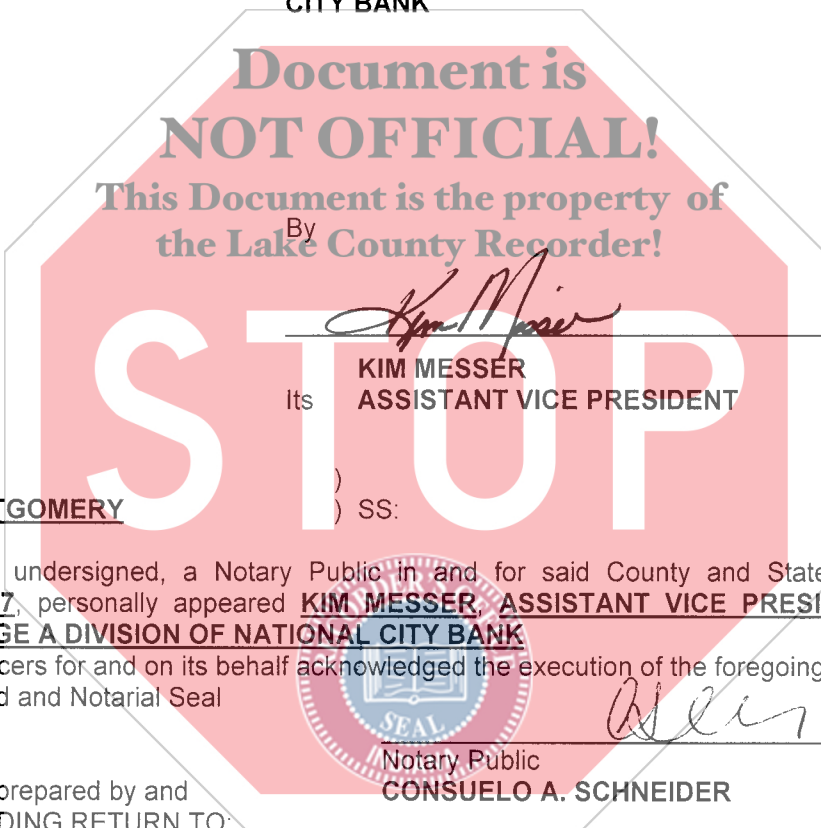 CITY BANK
Document is
NOT OFFICIAL!
This Document is the property of
the Lake County Recorder!
By
Kim Messer
KIM MESSER
Its ASSISTANT VICE PRESIDENT
STOP
)
TGOMERY ) SS:
undersigned, a Notary Public in and for said County and State
7, personally appeared KIM MESSER, ASSISTANT VICE PRESI
GE A DIVISION OF NATIONAL CITY BANK
cers for and on its behalf acknowledged the execution of the foregoing
d and Notarial Seal
RECORDER'S
SEAL
INDIANA
Notary Public
prepared by and CONSUELO A. SCHNEIDER
DING RETURN TO: